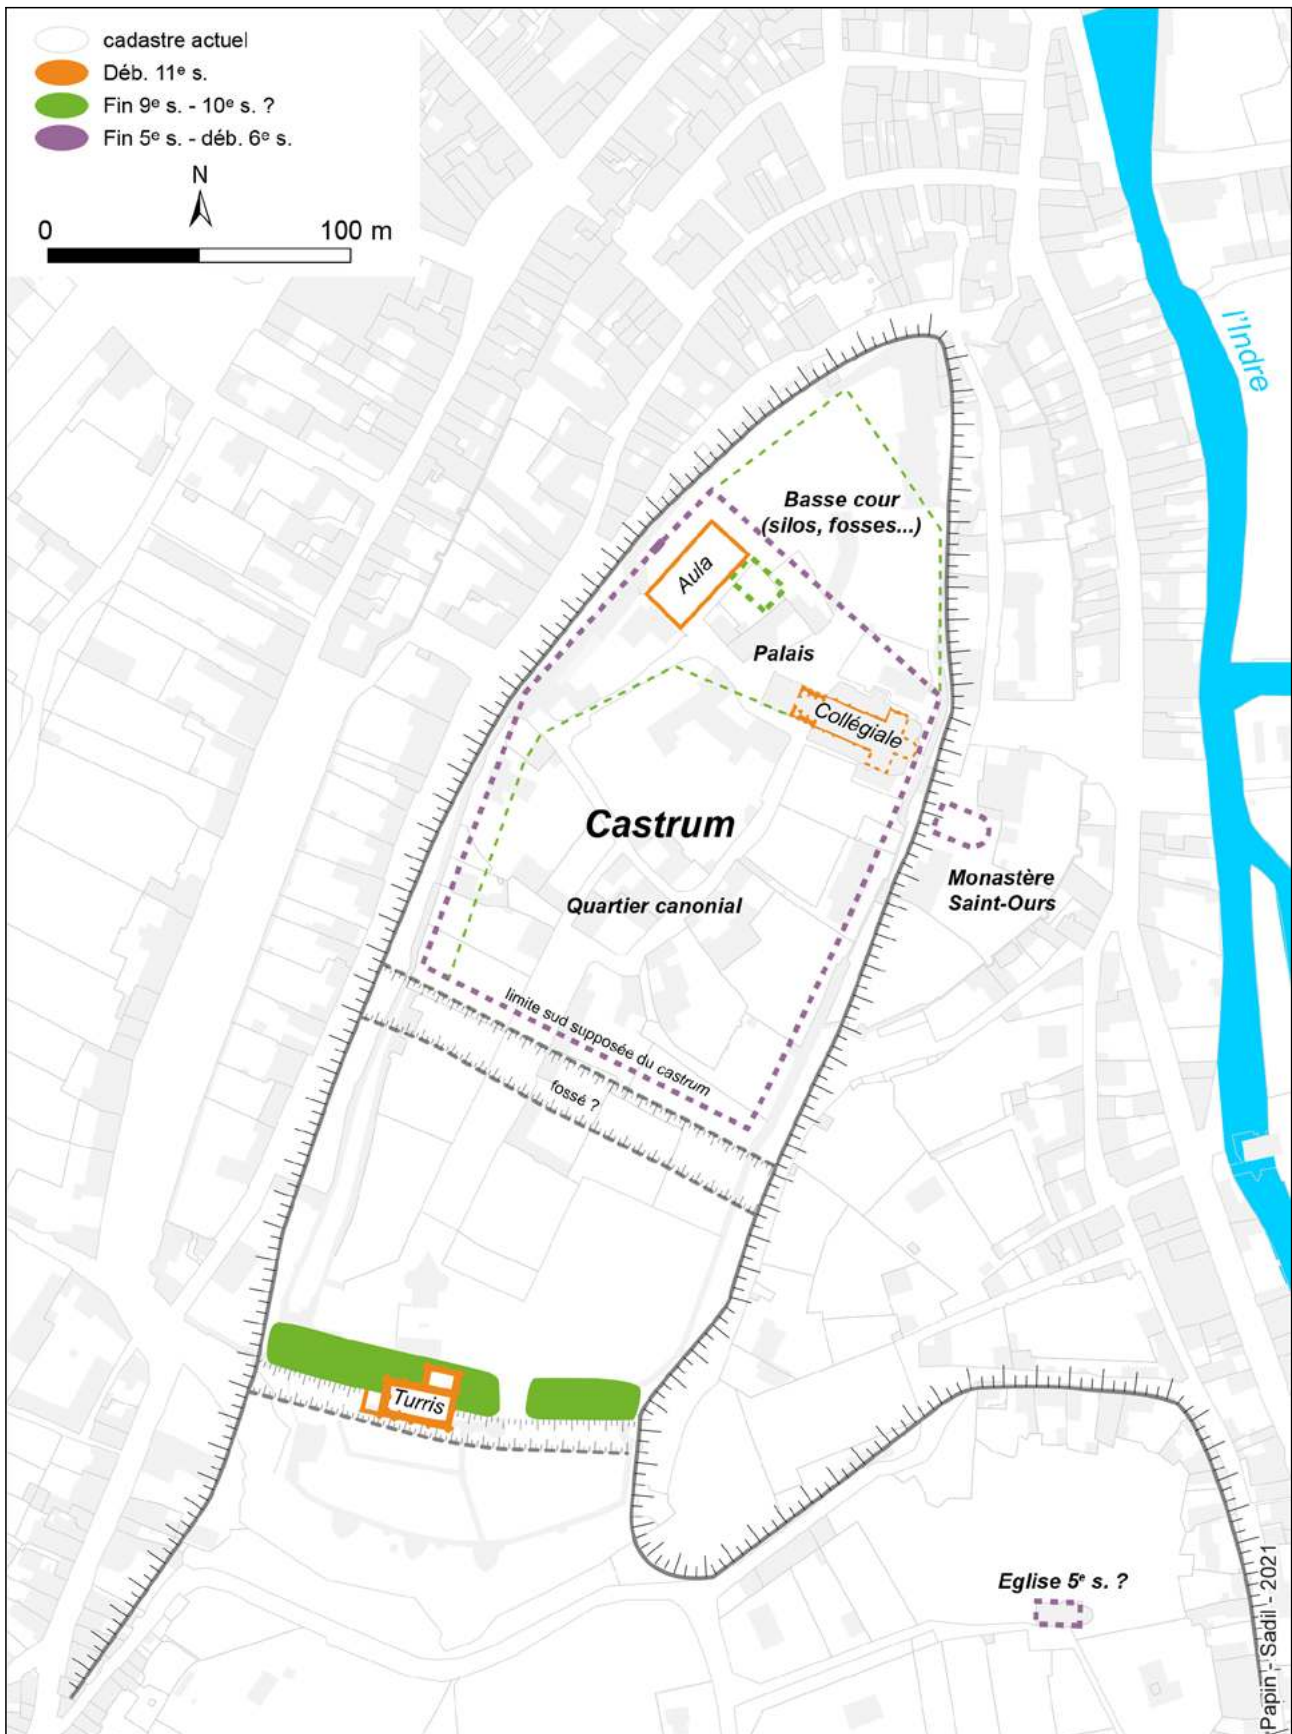 cadastre actuel
Déb. 11e s.
Fin 9e s. - 10e s. ?
Fin 5e s. - déb. 6e s.
N
0 100 m
l'Indre
Basse cour
(silos, fosses...)
Aula
Palais
Collégiale
Castrum
Quartier canonial
Monastère
Saint-Ours
limite sud supposée du castrum
fossé ?
Turris
Eglise 5e s. ?
Papin - Sadil - 2021